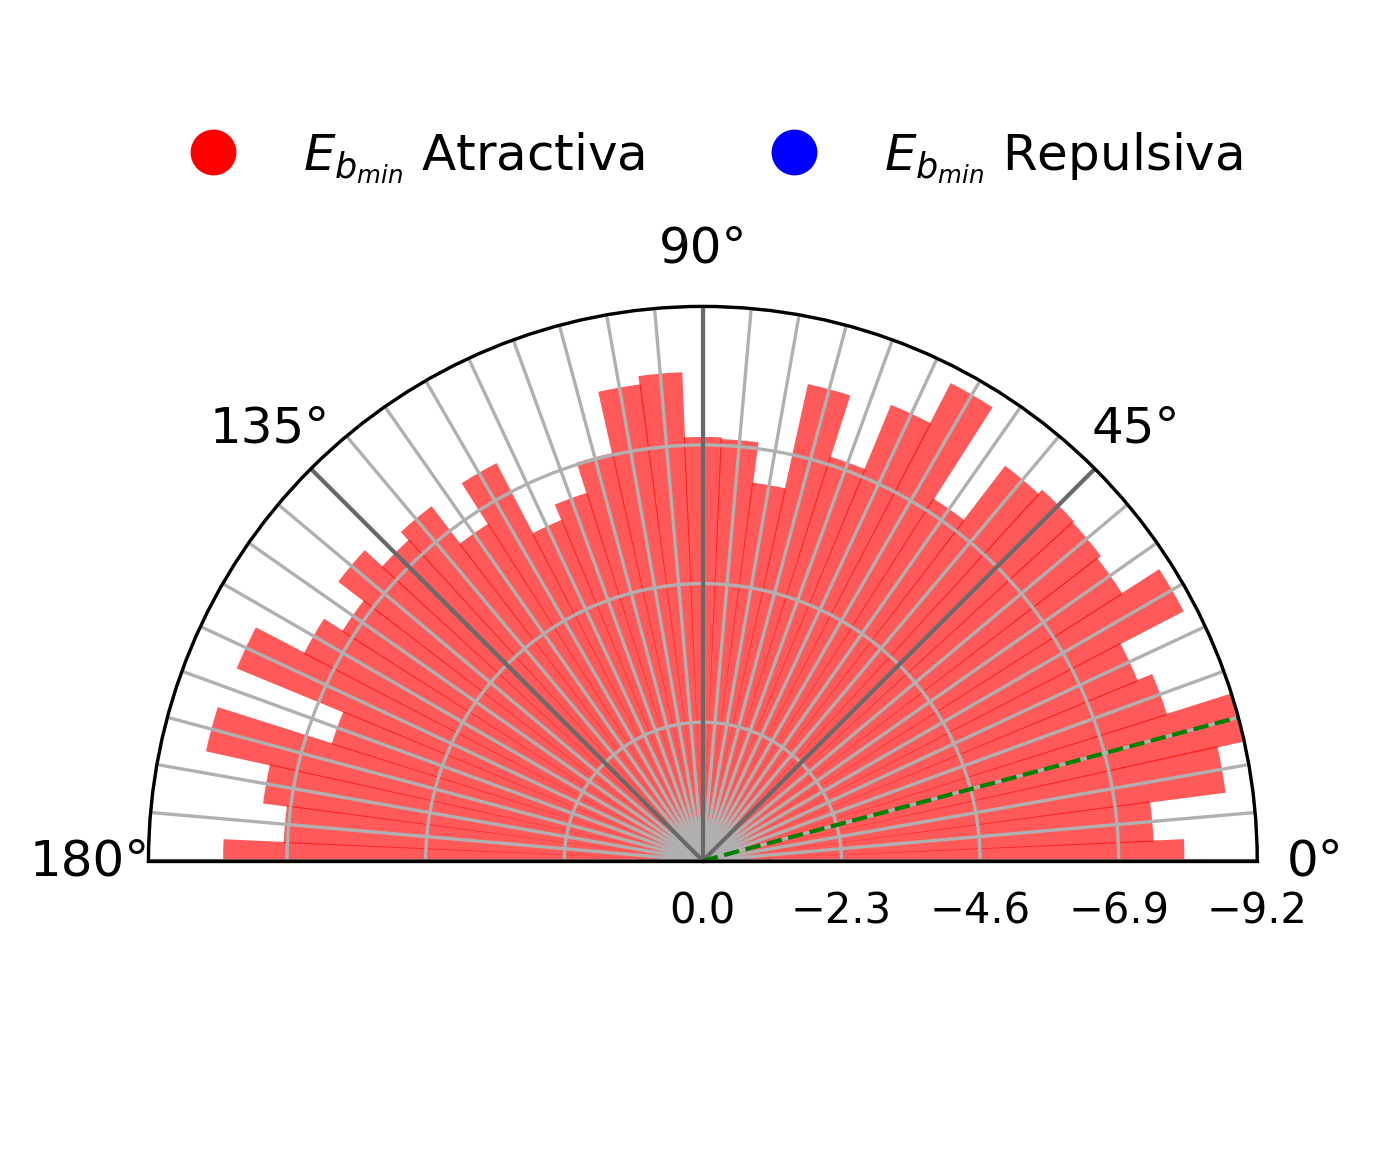 E_{b_{min}} Atractiva E_{b_{min}} Repulsiva
90°
135° 45°
180° 0°
0.0 −2.3 −4.6 −6.9 −9.2